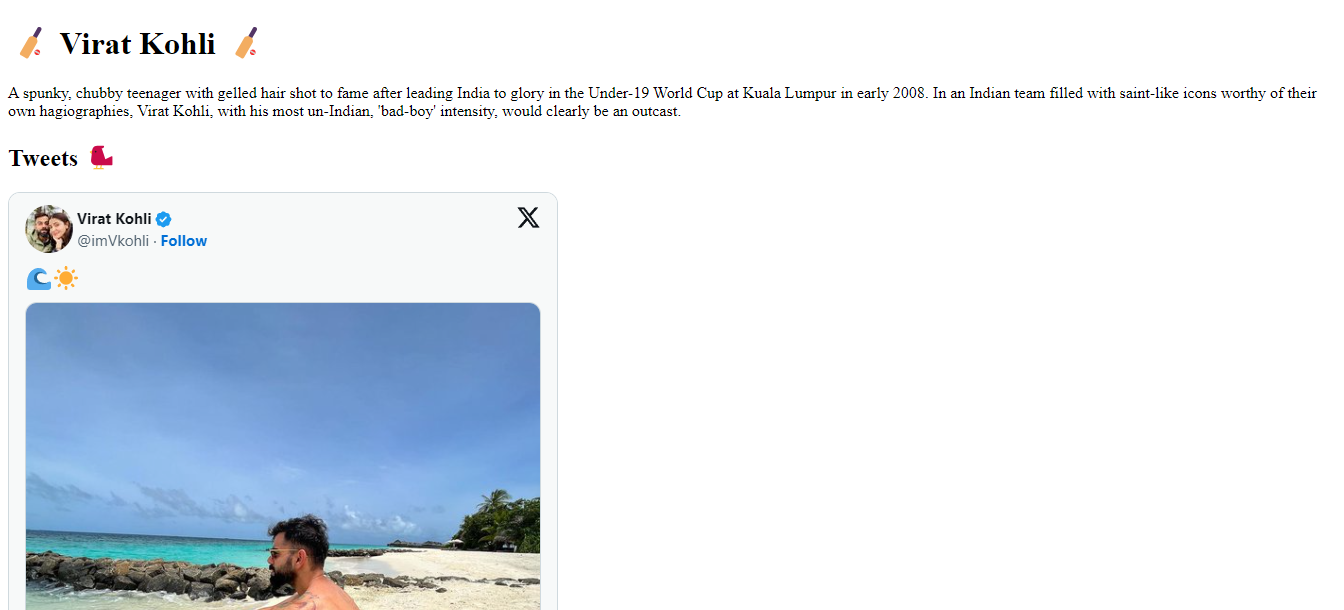 🏏 Virat Kohli 🏏
A spunky, chubby teenager with gelled hair shot to fame after leading India to glory in the Under-19 World Cup at Kuala Lumpur in early 2008. In an Indian team filled with saint-like icons worthy of their
own hagiographies, Virat Kohli, with his most un-Indian, 'bad-boy' intensity, would clearly be an outcast.
Tweets
Virat Kohli
@imVkohli · Follow